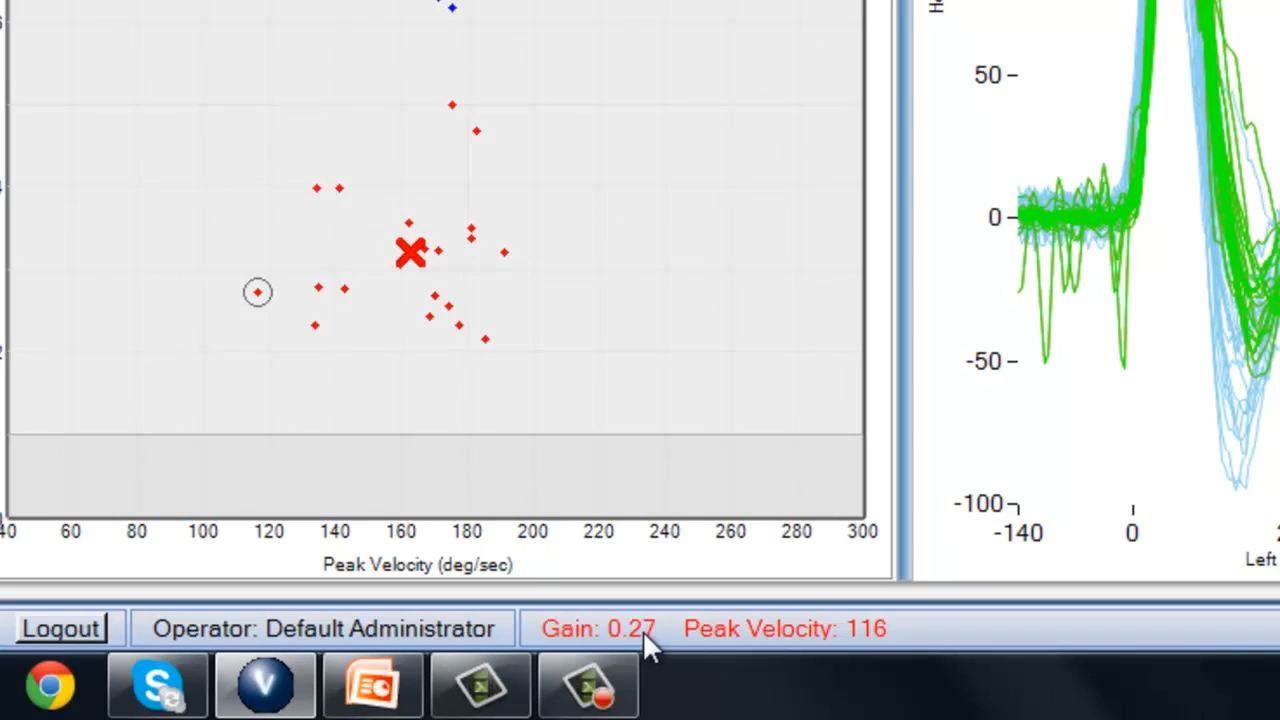 50
0
-50
-100
-140 0
Left
40 60 80 100 120 140 160 180 200 220 240 260 280 300
Peak Velocity (deg/sec)
Logout Operator: Default Administrator Gain: 0.27 Peak Velocity: 116